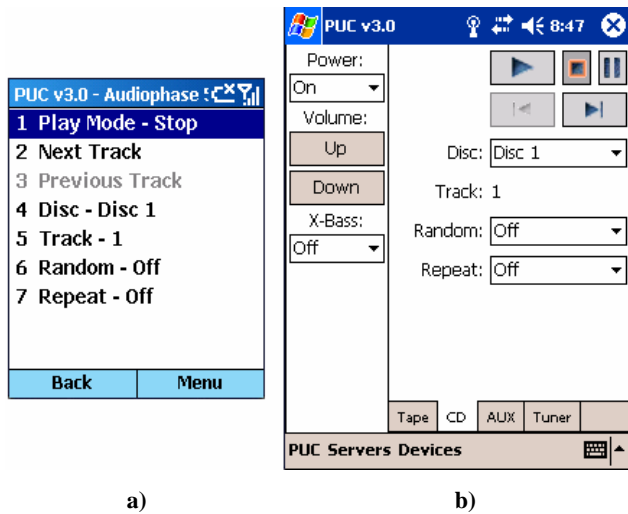 PUC v3.0 - Audiophase
1 Play Mode - Stop
2 Next Track
3 Previous Track
4 Disc - Disc 1
5 Track - 1
6 Random - Off
7 Repeat - Off
Back Menu
a)
PUC v3.0 8:47
Power:
On
Volume:
Up
Down
X-Bass:
Off
Disc: Disc 1
Track: 1
Random: Off
Repeat: Off
Tape CD AUX Tuner
PUC Servers Devices
b)